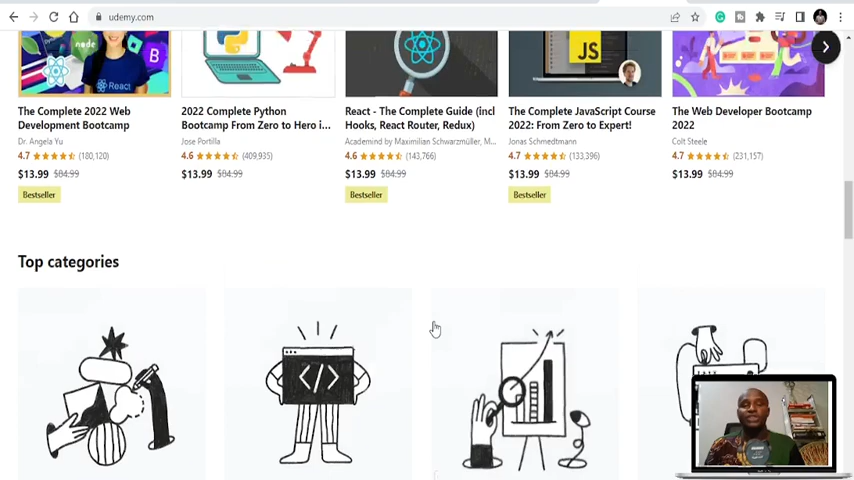 udemy.com
node
B
React
JS
The Complete 2022 Web
Development Bootcamp
Dr. Angela Yu
4.7 (180,120)
$13.99 $84.99
Bestseller
2022 Complete Python
Bootcamp From Zero to Hero i...
Jose Portilla
4.6 (409,935)
$13.99 $84.99
React - The Complete Guide (incl
Hooks, React Router, Redux)
Academind by Maximilian Schwarzmüller, M...
4.6 (143,766)
$13.99 $84.99
Bestseller
The Complete JavaScript Course
2022: From Zero to Expert!
Jonas Schmedtmann
4.7 (133,396)
$13.99 $84.99
Bestseller
The Web Developer Bootcamp
2022
Colt Steele
4.7 (231,157)
$13.99 $84.99
Top categories
<//>